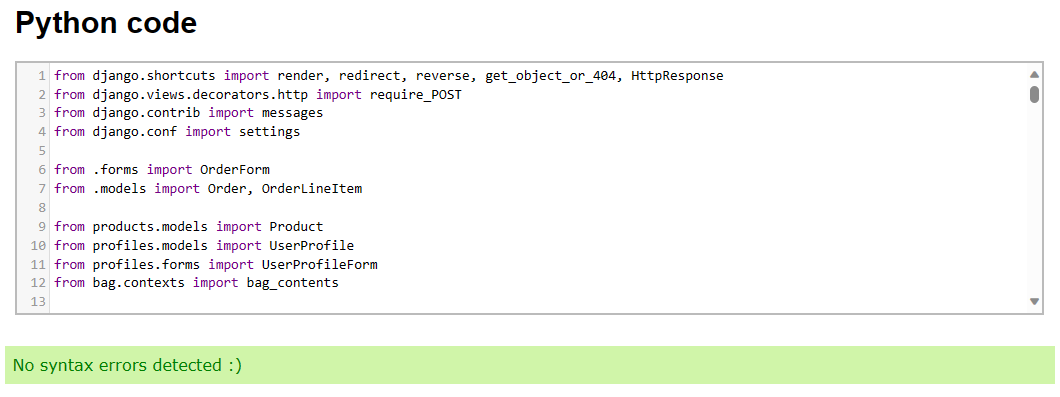 Python code
1 from django.shortcuts import render, redirect, reverse, get_object_or_404, HttpResponse
2 from django.views.decorators.http import require_POST
3 from django.contrib import messages
4 from django.conf import settings
5
6 from .forms import OrderForm
7 from .models import Order, OrderLineItem
8
9 from products.models import Product
10 from profiles.models import UserProfile
11 from profiles.forms import UserProfileForm
12 from bag.contexts import bag_contents
13
No syntax errors detected :)